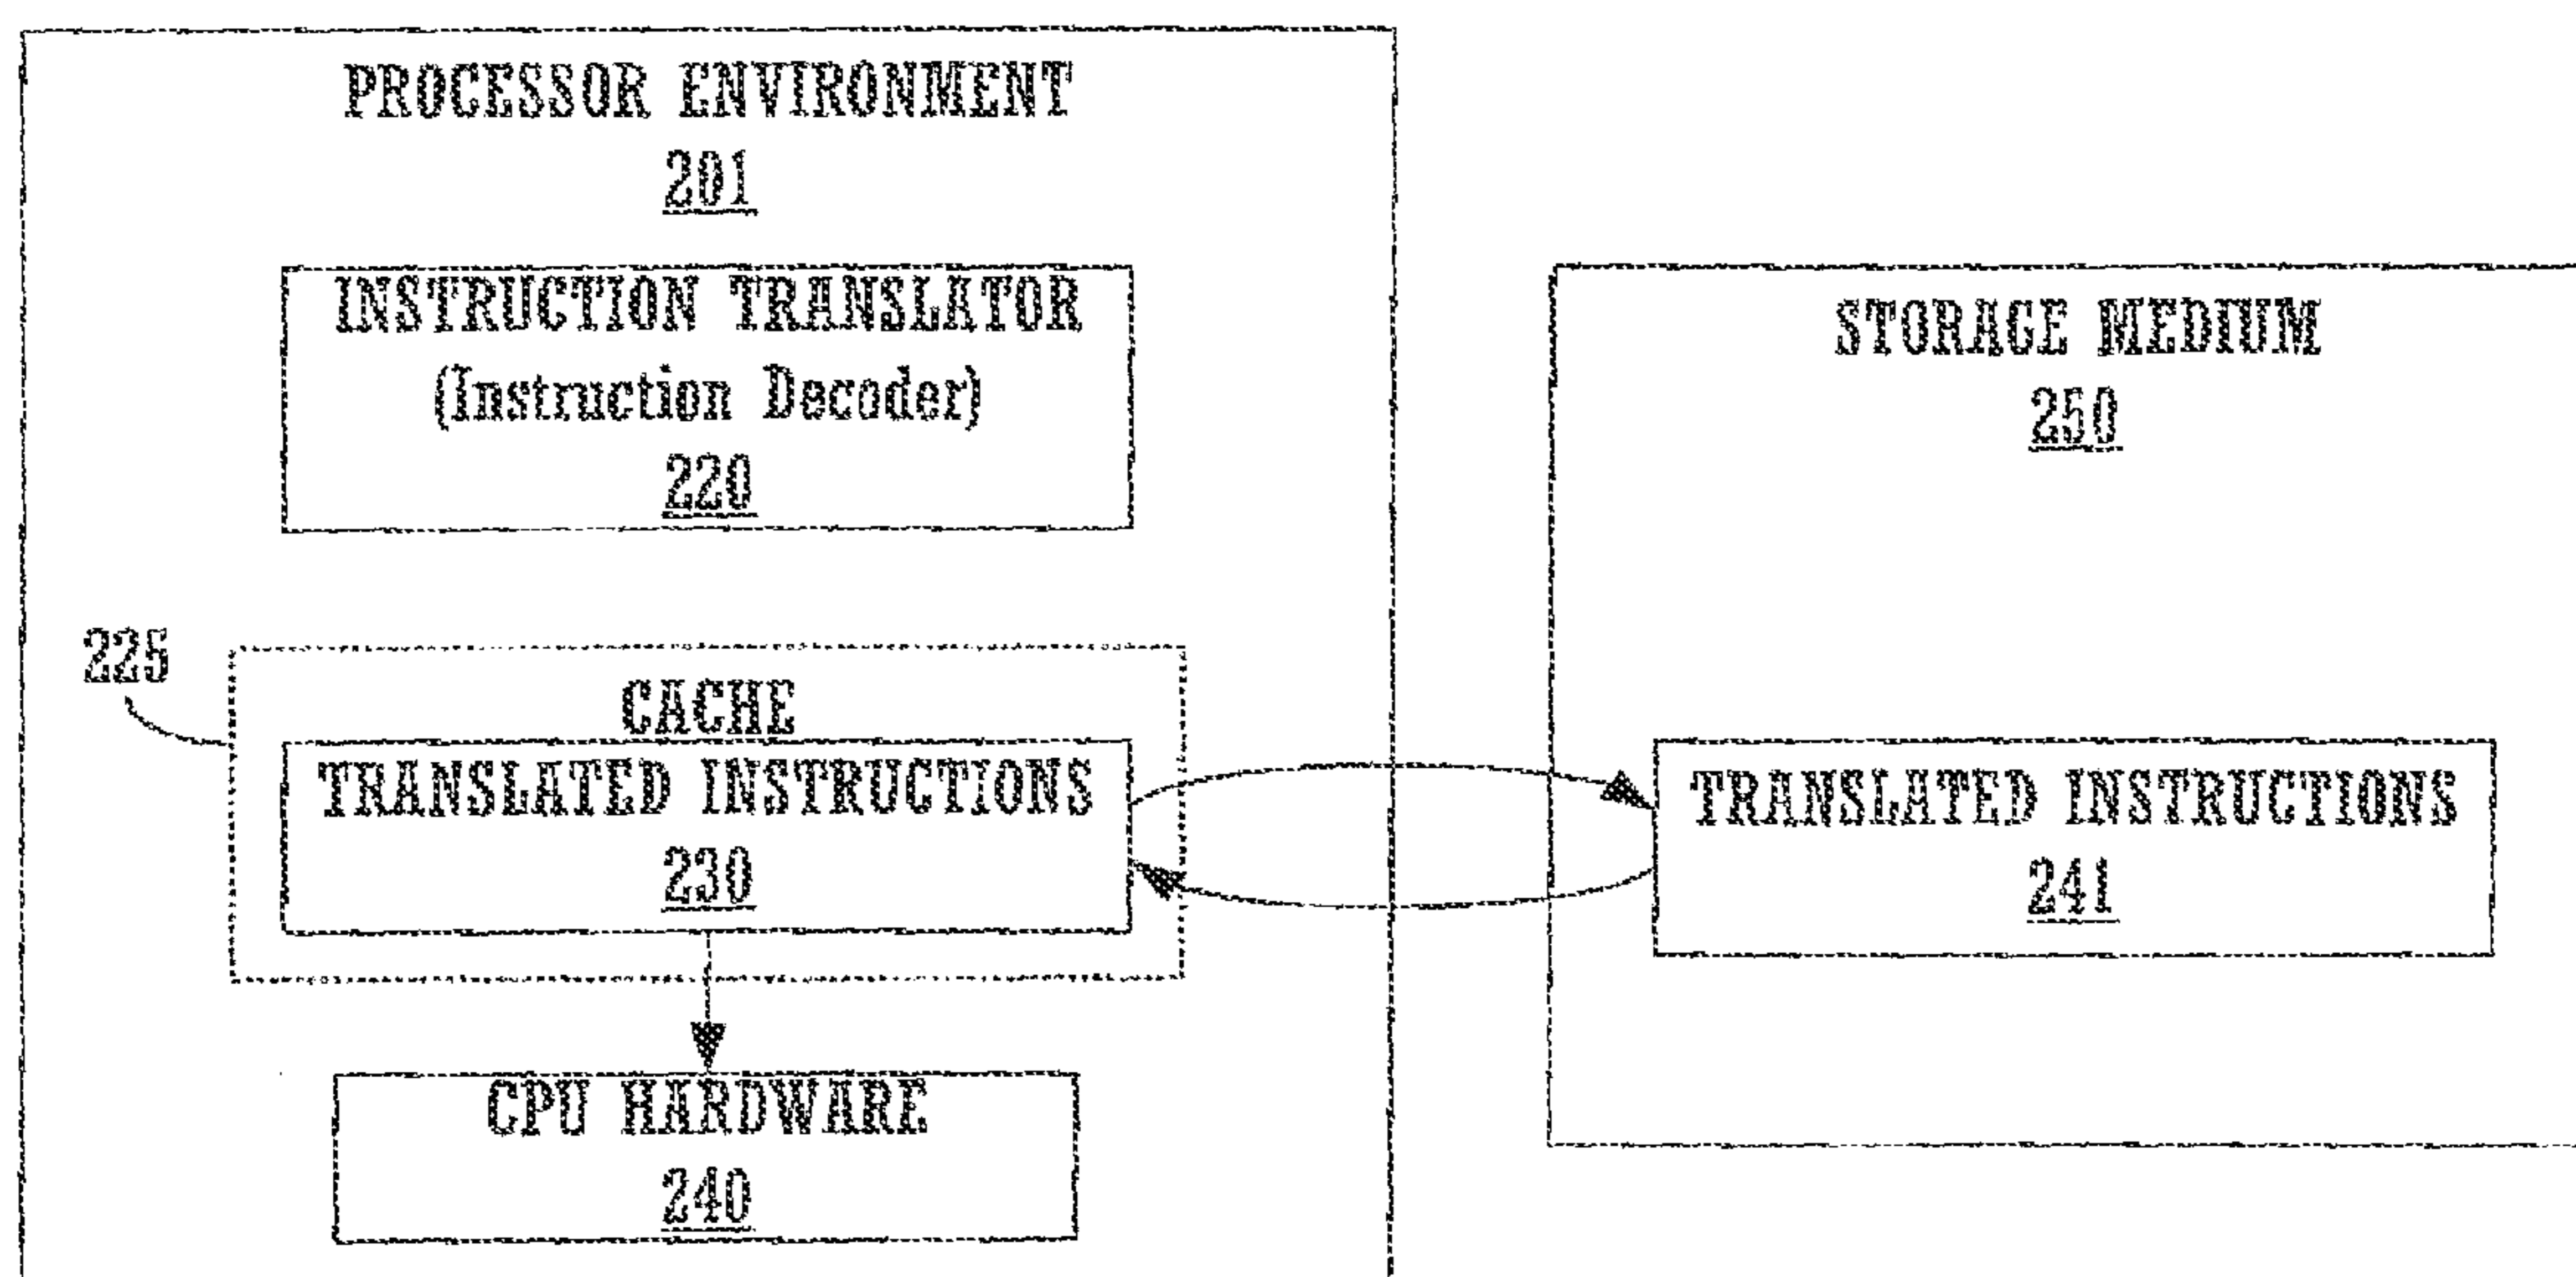 PROCESSOR ENVIRONMENT
201
INSTRUCTION TRANSLATOR
(Instruction Decoder)
220
225
CACHE
TRANSLATED INSTRUCTIONS
230
CPU HARDWARE
240
STORAGE MEDIUM
250
TRANSLATED INSTRUCTIONS
241